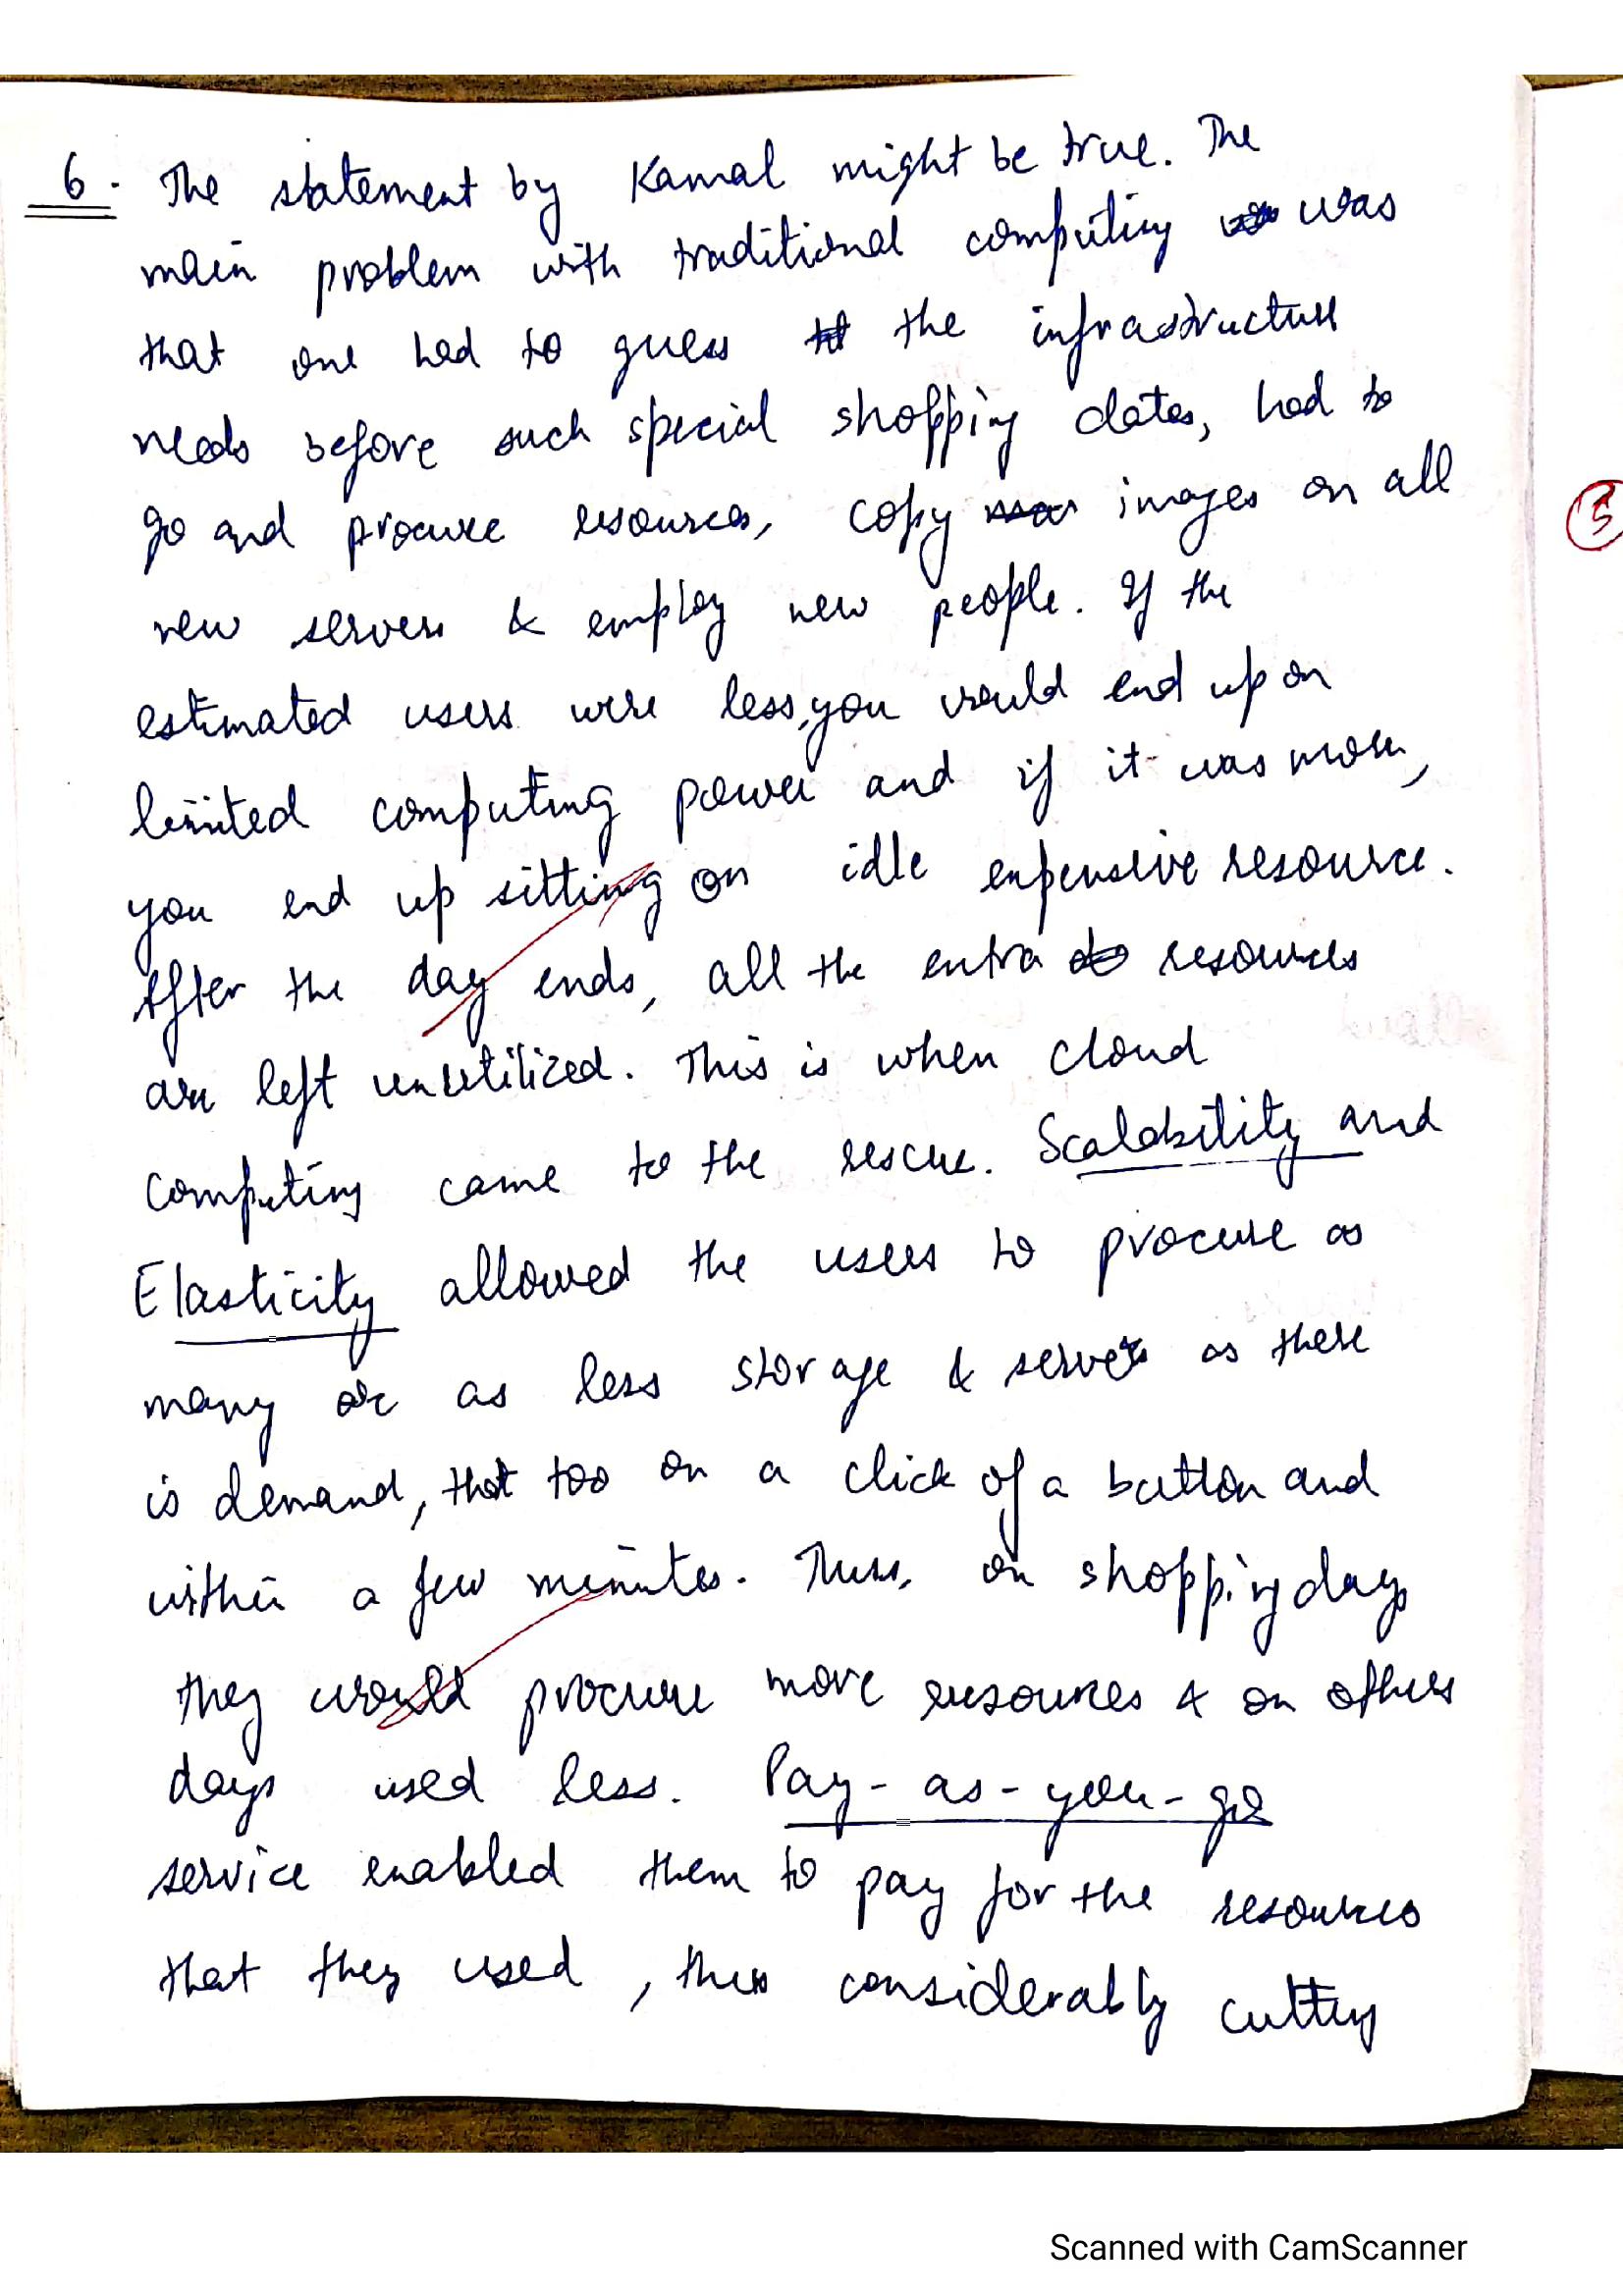 6. The statement by Kamal might be true. The
main problem with traditional computing was
that one had to guess the infrastructure
needs before such special shopping dates, had to
go and procure resources, copy images on all
new servers & employ new people. If the
estimated users were less, you would end up on
limited computing power and if it was more,
you end up sitting on idle expensive resource.
After the day ends, all the extra resources
are left unutilized. This is when cloud
computing came to the rescue. Scalability and
Elasticity allowed the users to procure as
many or as less storage & servers as there
is demand, that too on a click of a button and
within a few minutes. Thus, on shopping days
they would procure more resources & on others
days used less. Pay-as-you-go
service enabled them to pay for the resources
that they used, thus considerably cutting
5
Scanned with CamScanner